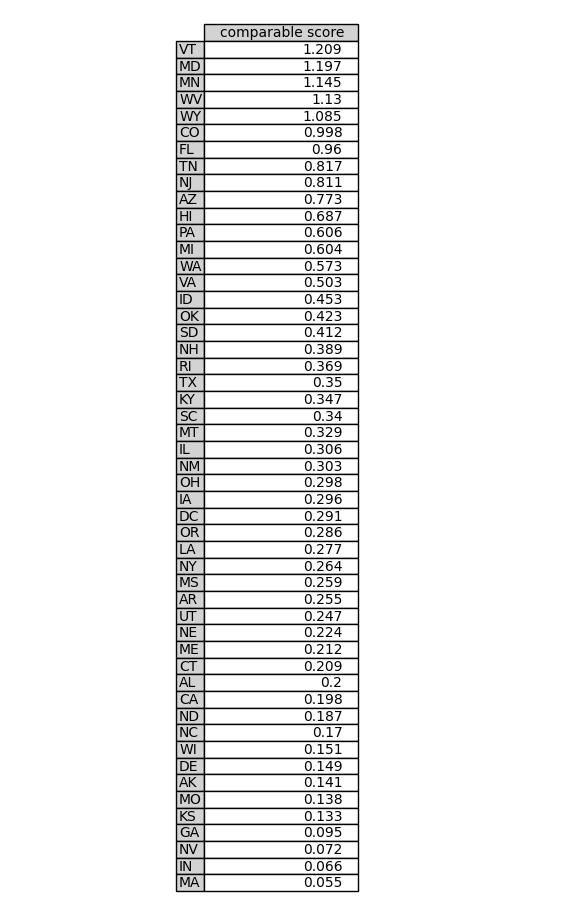 comparable score
VT 1.209
MD 1.197
MN 1.145
WV 1.13
WY 1.085
CO 0.998
FL 0.96
TN 0.817
NJ 0.811
AZ 0.773
HI 0.687
PA 0.606
MI 0.604
WA 0.573
VA 0.503
ID 0.453
OK 0.423
SD 0.412
NH 0.389
RI 0.369
TX 0.35
KY 0.347
SC 0.34
MT 0.329
IL 0.306
NM 0.303
OH 0.298
IA 0.296
DC 0.291
OR 0.286
LA 0.277
NY 0.264
MS 0.259
AR 0.255
UT 0.247
NE 0.224
ME 0.212
CT 0.209
AL 0.2
CA 0.198
ND 0.187
NC 0.17
WI 0.151
DE 0.149
AK 0.141
MO 0.138
KS 0.133
GA 0.095
NV 0.072
IN 0.066
MA 0.055